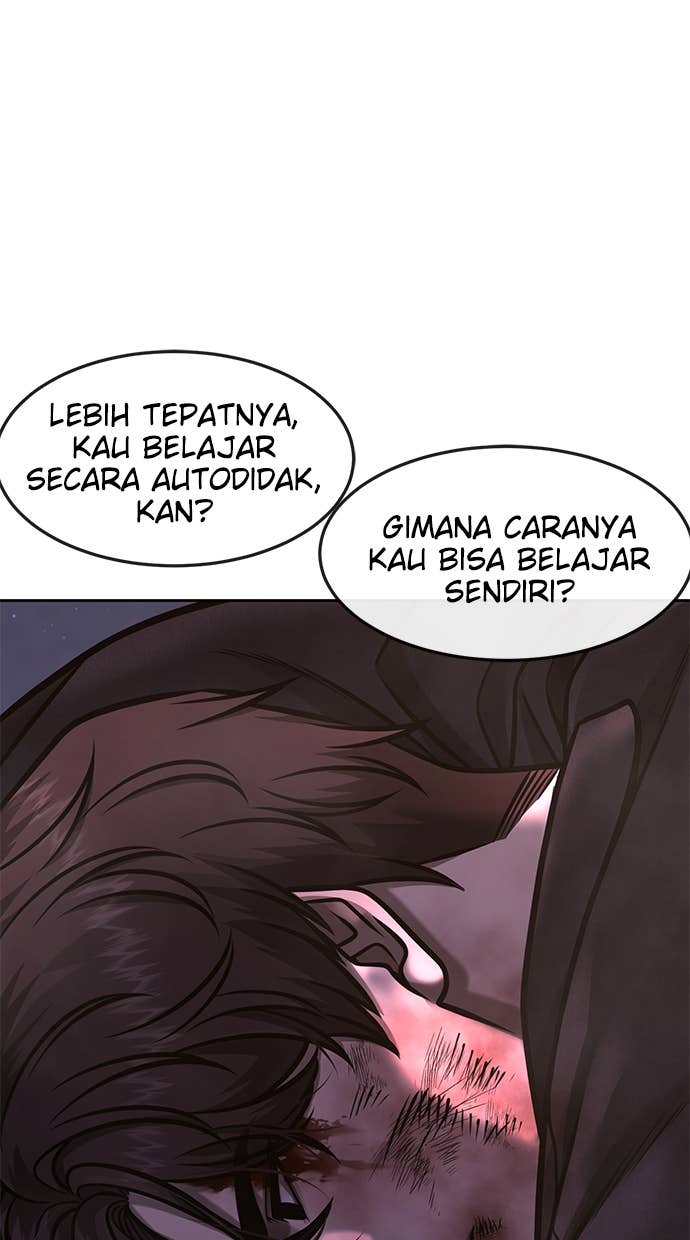 LEBIH TEPATNYA,
KAU BELAJAR
SECARA AUTODIDAK,
KAN?
GIMANA CARANYA
KAU BISA BELAJAR
SENDIRI?